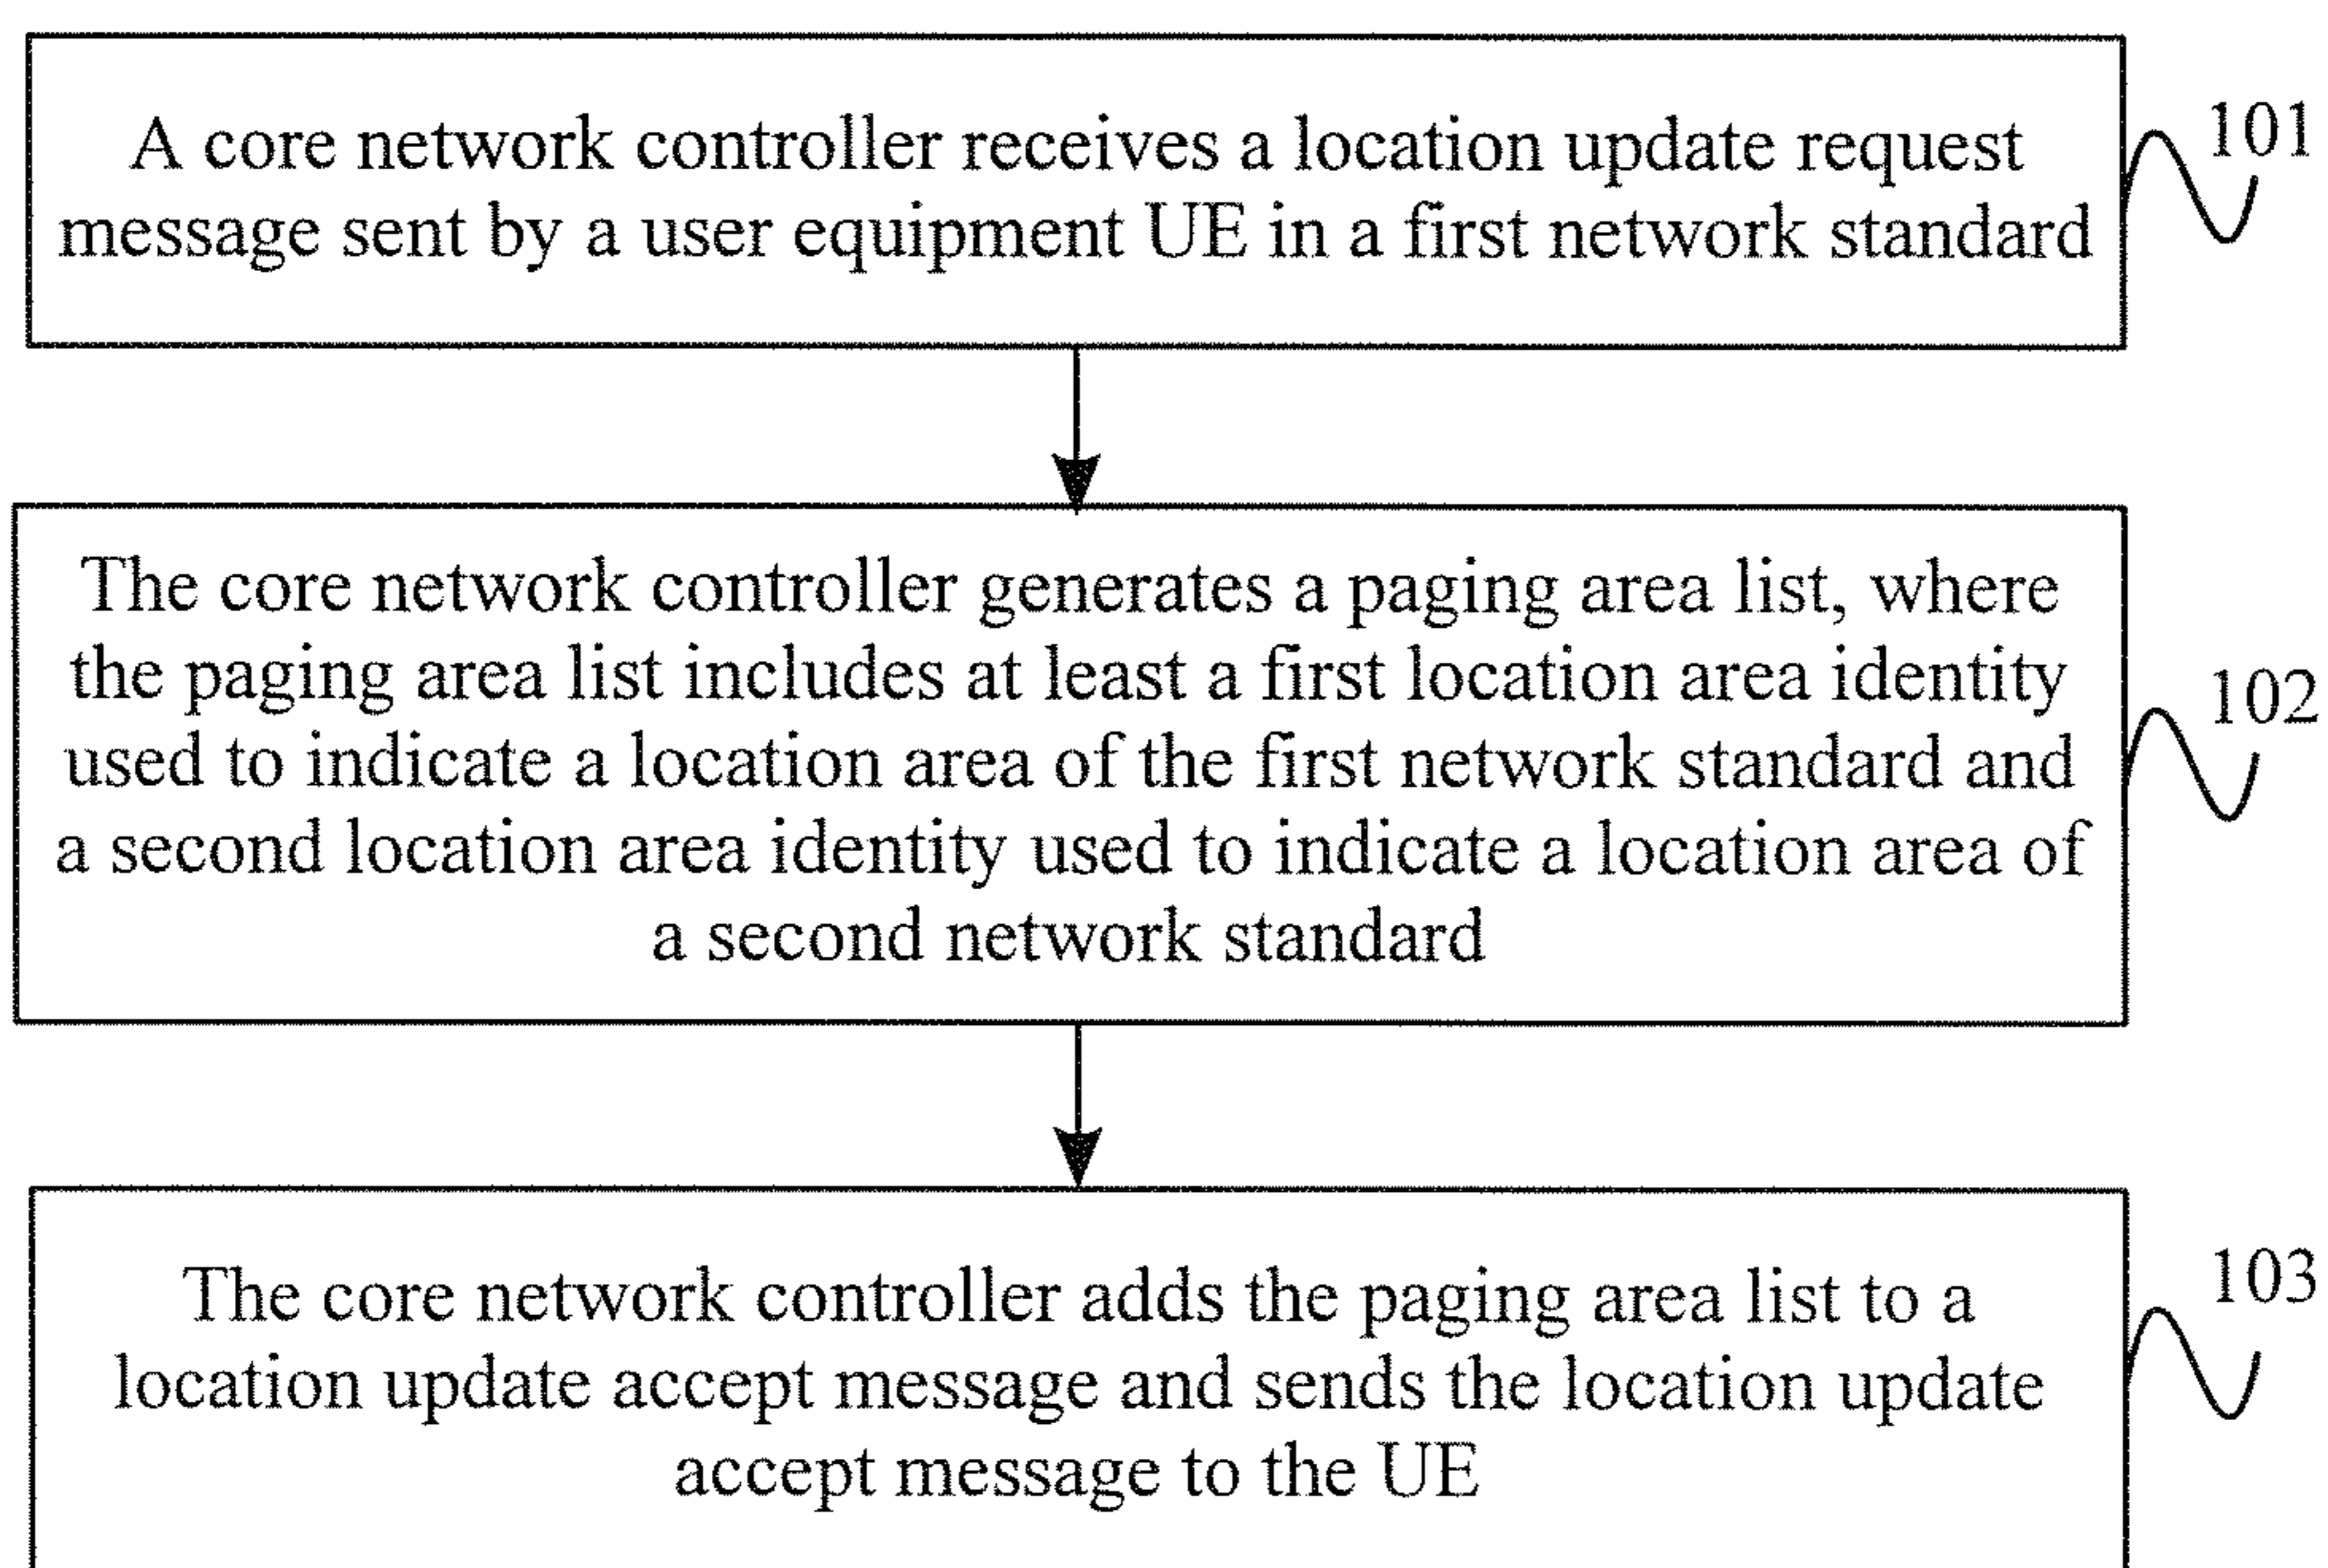 A core network controller receives a location update request
message sent by a user equipment UE in a first network standard
101
The core network controller generates a paging area list, where
the paging area list includes at least a first location area identity
used to indicate a location area of the first network standard and
a second location area identity used to indicate a location area of
a second network standard
102
The core network controller adds the paging area list to a
location update accept message and sends the location update
accept message to the UE
103